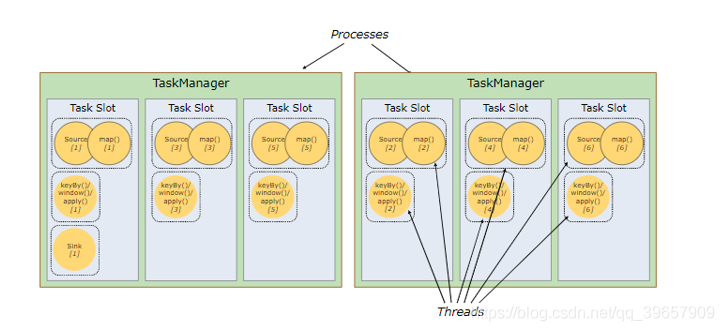 Processes
TaskManager
TaskManager
Task Slot
Task Slot
Task Slot
Task Slot
Task Slot
Task Slot
Source
[1]
map()
[1]
Source
[3]
map()
[3]
Source
[5]
map()
[5]
Source
[2]
map()
[2]
Source
[4]
map()
[4]
Source
[6]
map()
[6]
keyBy()/
window()/
apply()
[1]
keyBy()/
window()/
apply()
[3]
keyBy()/
window()/
apply()
[5]
keyBy()/
window()/
apply()
[2]
keyBy()/
window()/
apply()
[4]
keyBy()/
window()/
apply()
[6]
Sink
[1]
Threads
https://blog.csdn.net/qq_39657909